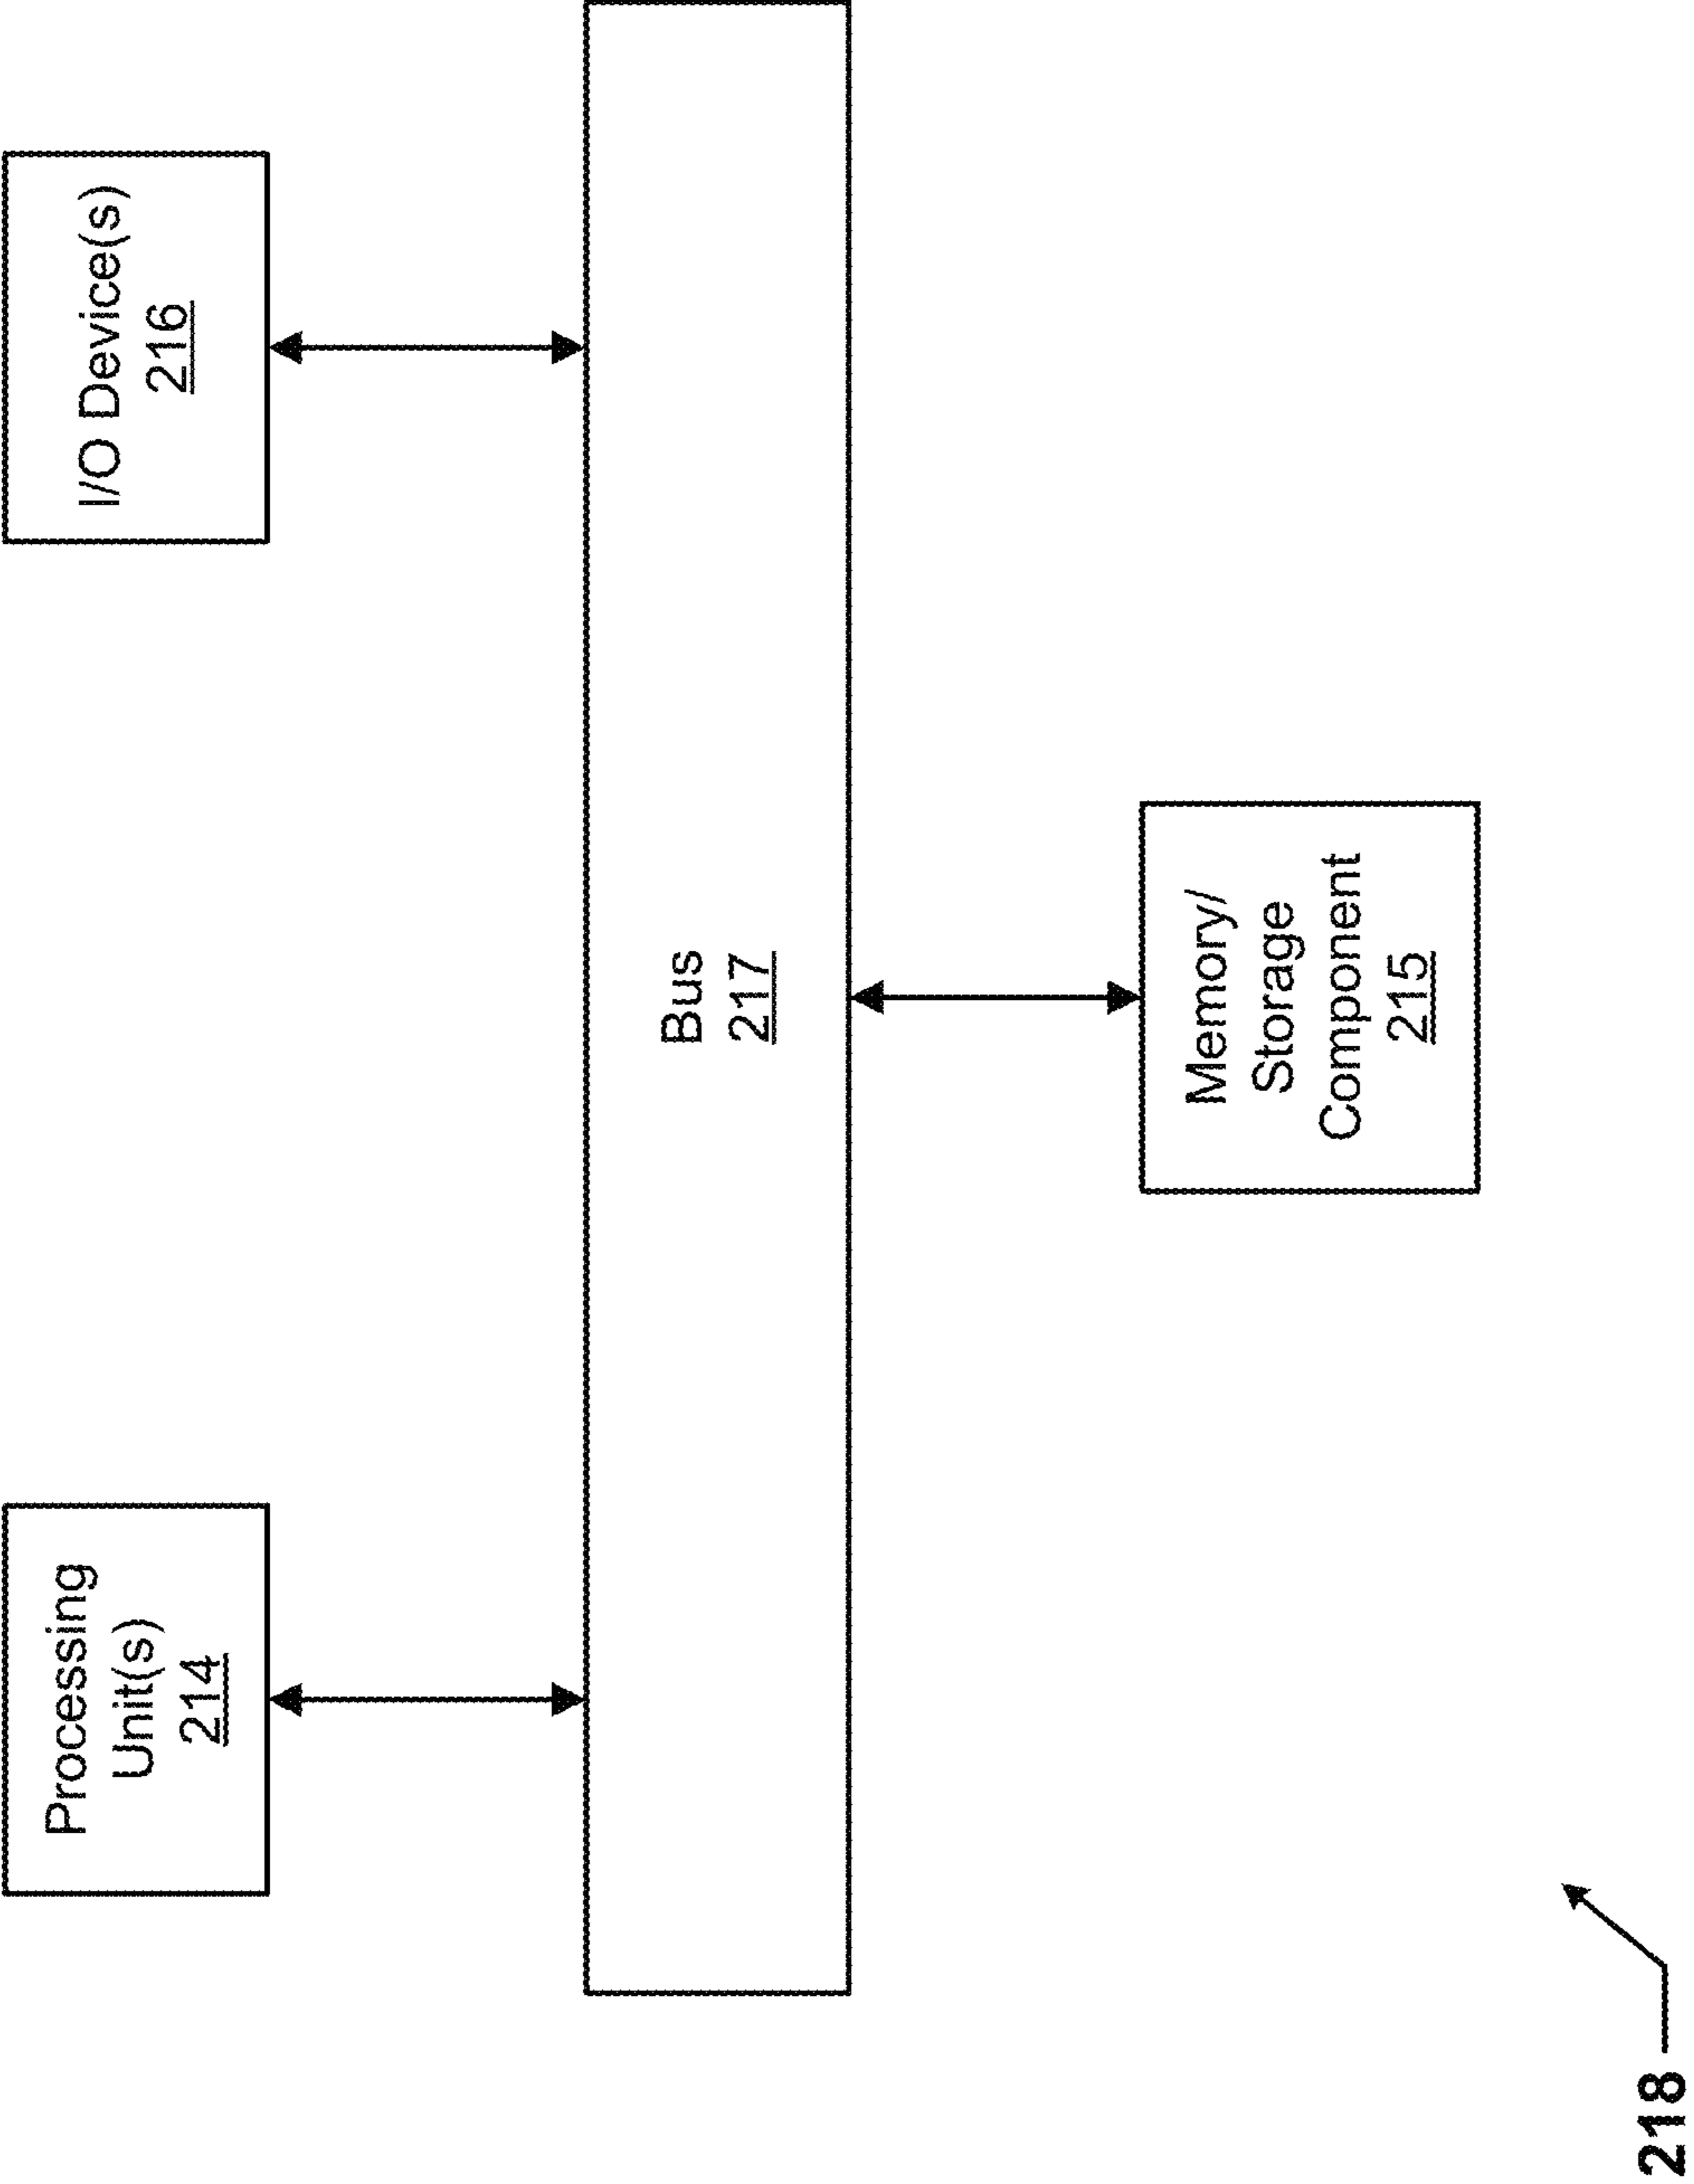 Processing
Unit(s)
214
I/O Device(s)
216
Bus
217
Memory/
Storage
Component
215
218